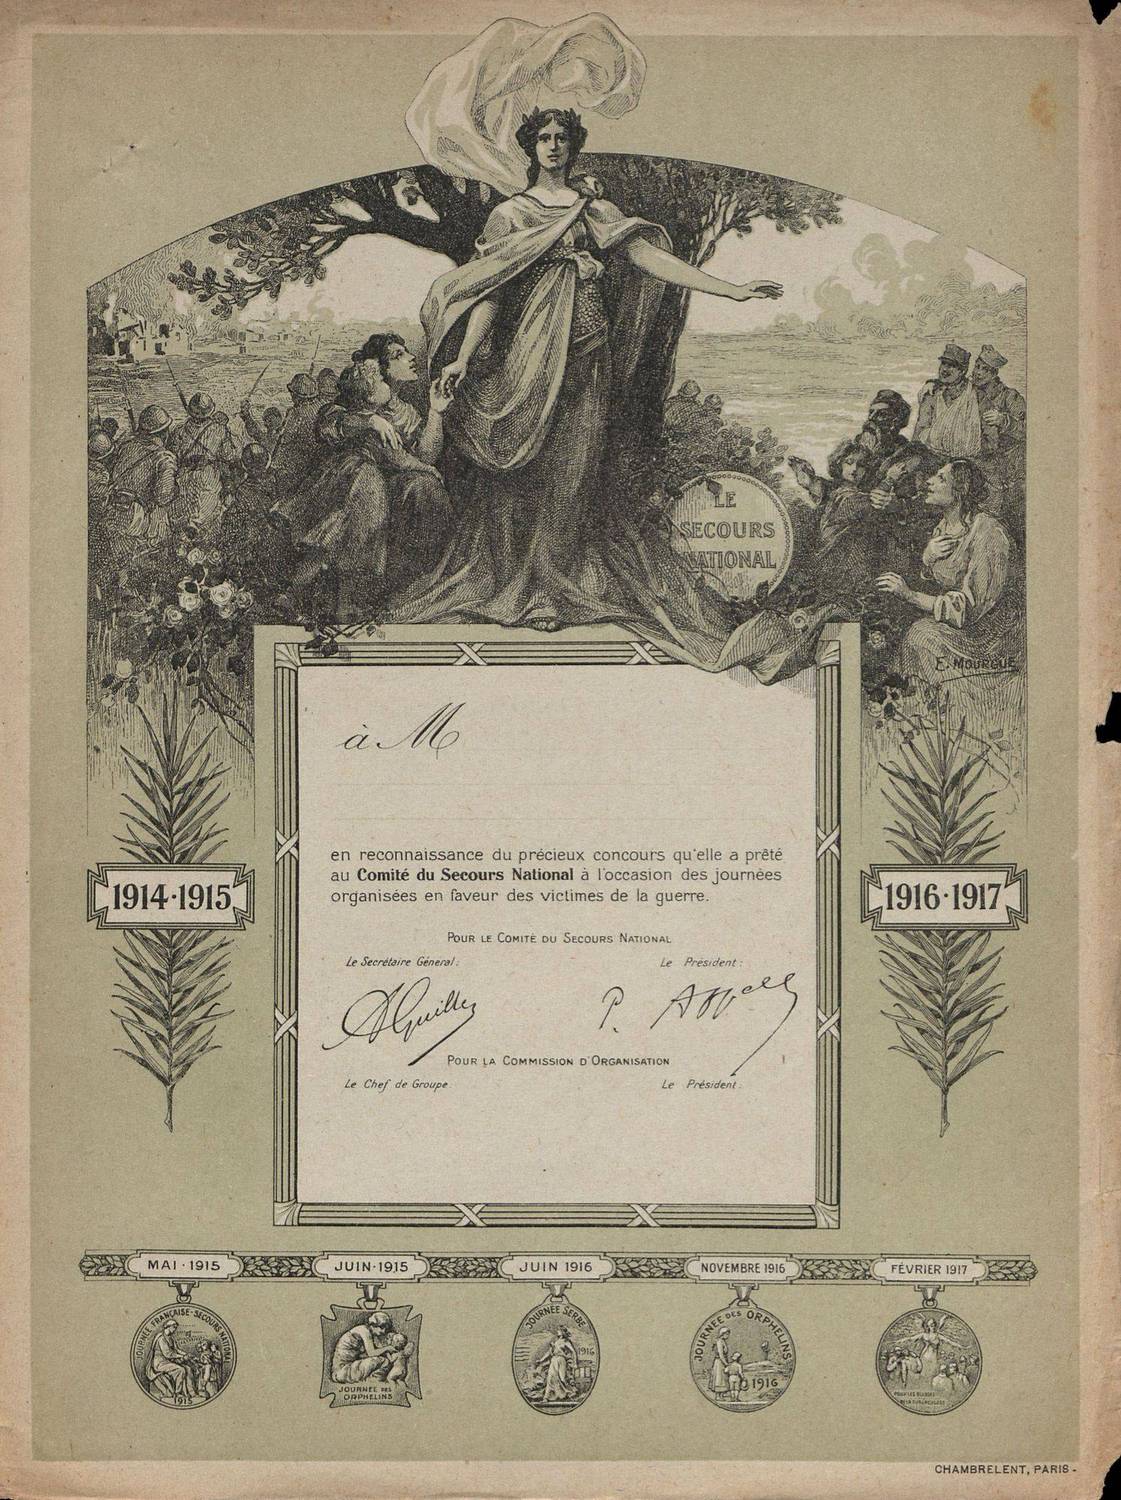 LE
SECOURS
NATIONAL
E. MOURGUE
à M
en reconnaissance du précieux concours qu'elle a prêté
au Comité du Secours National à l'occasion des journées
organisées en faveur des victimes de la guerre.
1914·1915
1916·1917
POUR LE COMITÉ DU SECOURS NATIONAL
Le Secrétaire Général: Le Président:
P. Appell
POUR LA COMMISSION D'ORGANISATION
Le Chef de Groupe. Le Président.
MAI·1915 JUIN·1915 JUIN 1916 NOVEMBRE 1916 FÉVRIER 1917
JOURNÉE FRANÇAISE·SECOURS NATIONAL
1915
JOURNÉE DES
ORPHELINS
JOURNÉE SERBE
1916
JOURNÉE DES ORPHELINS
1916
CHAMBRELENT, PARIS-